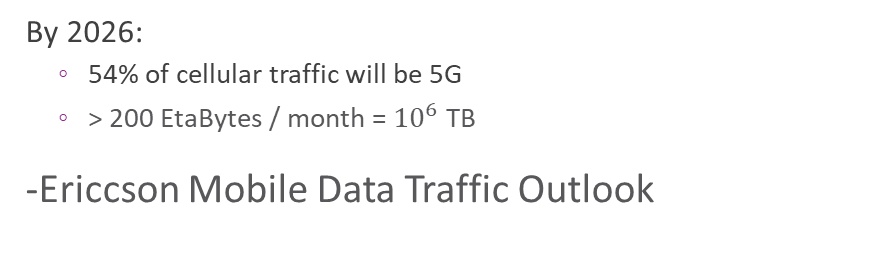 By 2026:
◦ 54% of cellular traffic will be 5G
◦ > 200 EtaBytes / month = 10⁶ TB
-Ericcson Mobile Data Traffic Outlook